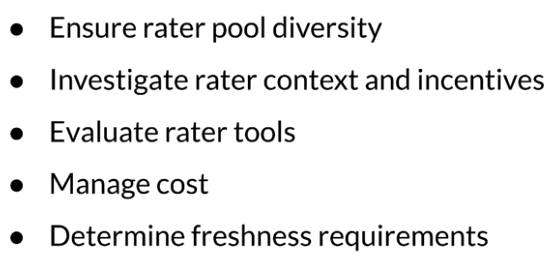 ● Ensure rater pool diversity
● Investigate rater context and incentives
● Evaluate rater tools
● Manage cost
● Determine freshness requirements